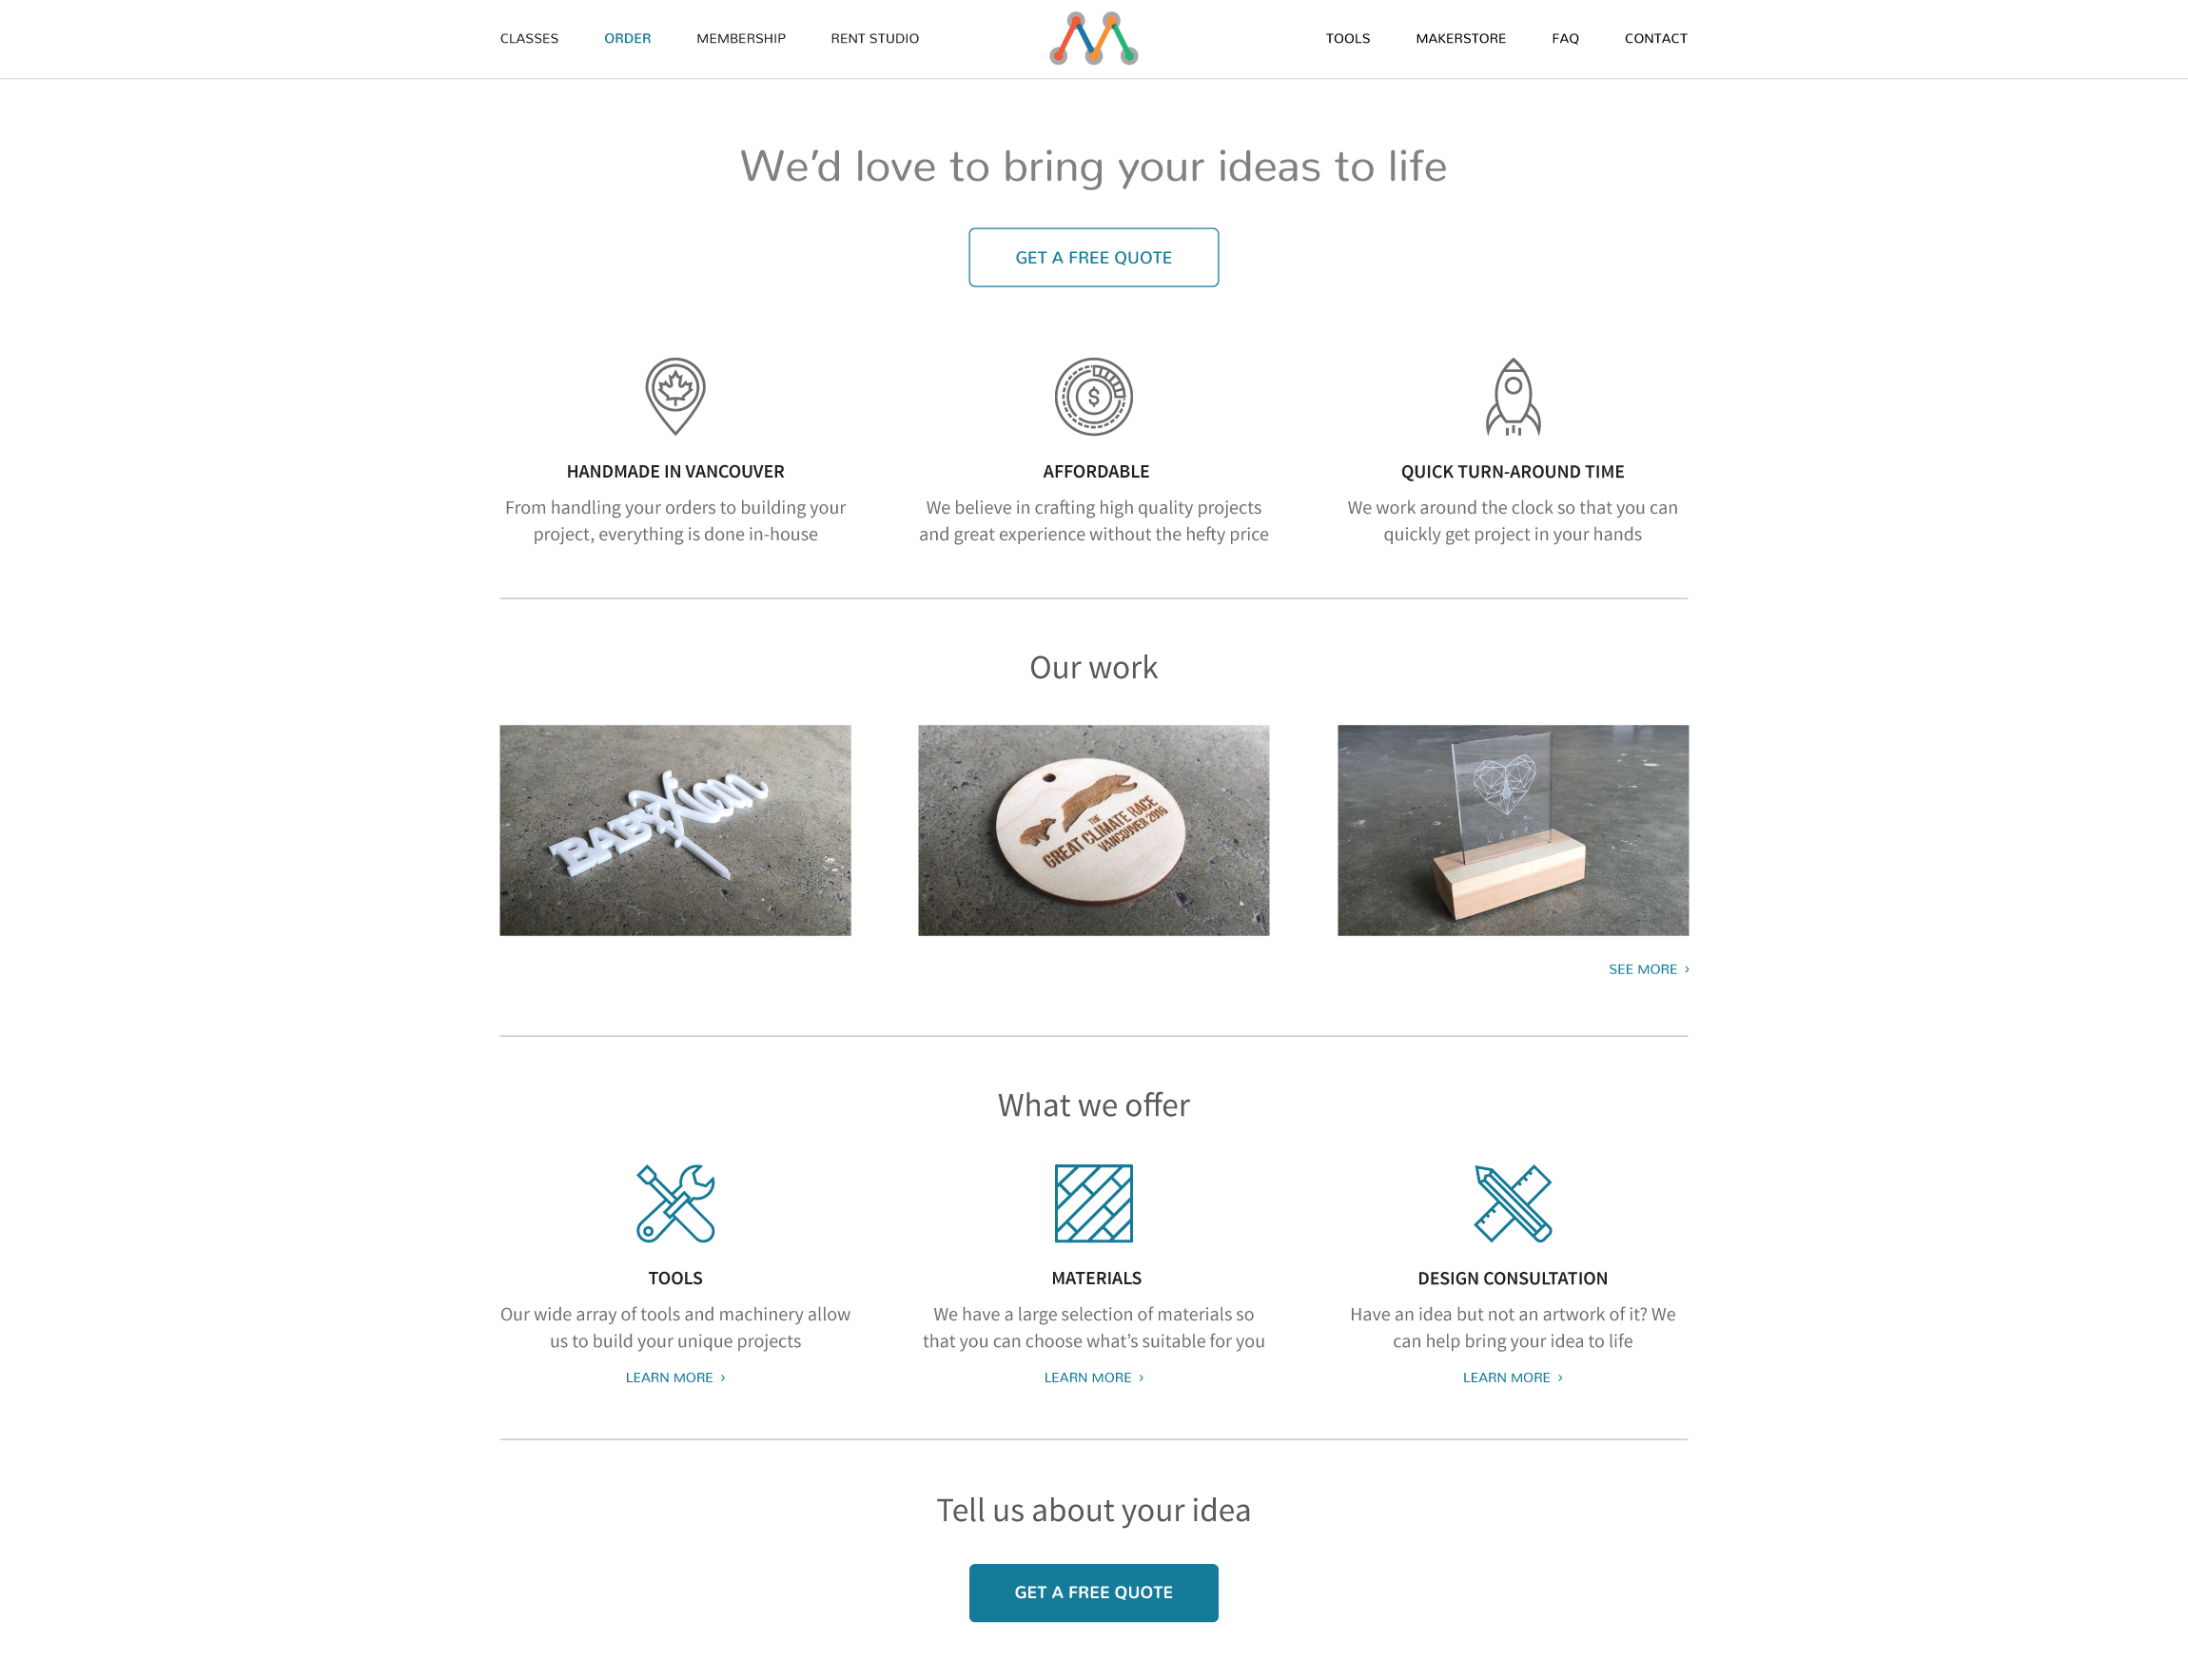 CLASSES ORDER MEMBERSHIP RENT STUDIO TOOLS MAKERSTORE FAQ CONTACT
We’d love to bring your ideas to life
GET A FREE QUOTE
HANDMADE IN VANCOUVER
From handling your orders to building your
project, everything is done in-house
AFFORDABLE
We believe in crafting high quality projects
and great experience without the hefty price
QUICK TURN-AROUND TIME
We work around the clock so that you can
quickly get project in your hands
Our work
BABXian
THE
GREAT CLIMATE RACE
VANCOUVER 2016
LAMP
SEE MORE ›
What we offer
TOOLS
Our wide array of tools and machinery allow
us to build your unique projects
LEARN MORE ›
MATERIALS
We have a large selection of materials so
that you can choose what’s suitable for you
LEARN MORE ›
DESIGN CONSULTATION
Have an idea but not an artwork of it? We
can help bring your idea to life
LEARN MORE ›
Tell us about your idea
GET A FREE QUOTE